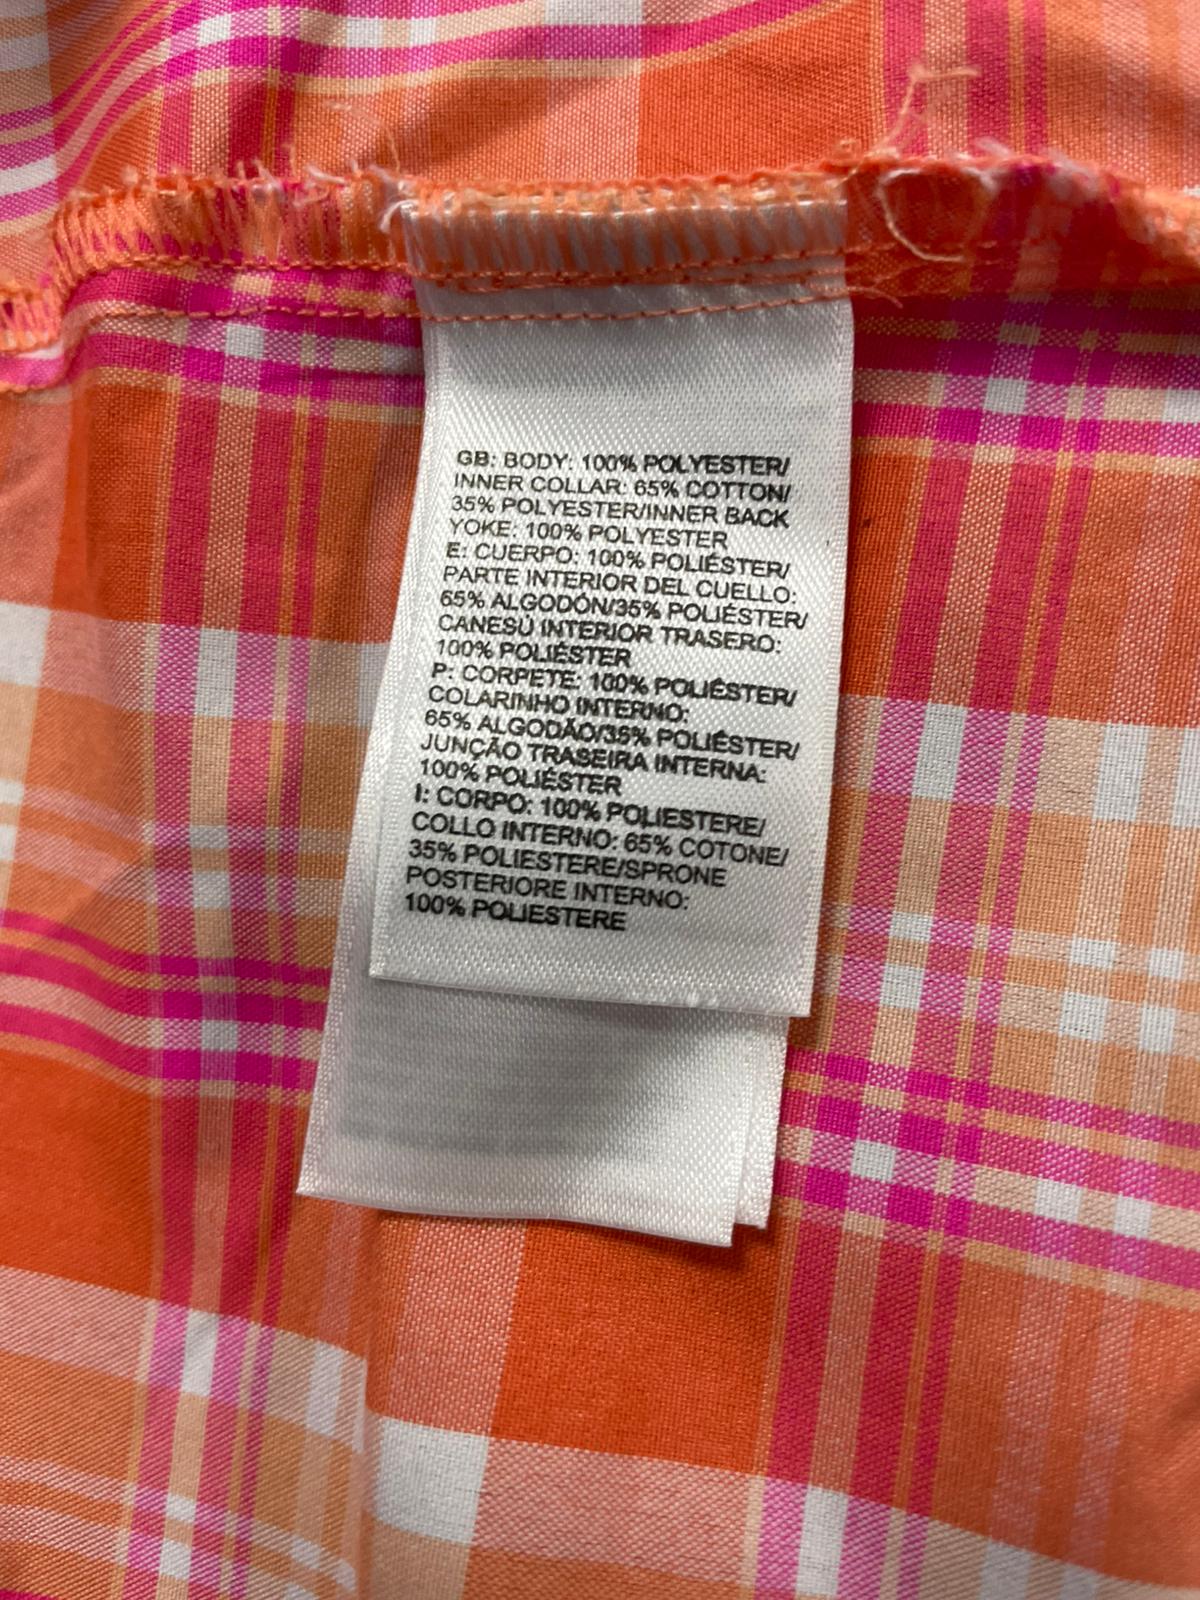 GB: BODY: 100% POLYESTER/
INNER COLLAR: 65% COTTON/
35% POLYESTER/INNER BACK
YOKE: 100% POLYESTER
E: CUERPO: 100% POLIÉSTER/
PARTE INTERIOR DEL CUELLO:
65% ALGODÓN/35% POLIÉSTER/
CANESÚ INTERIOR TRASERO:
100% POLIÉSTER
P: CORPETE: 100% POLIÉSTER/
COLARINHO INTERNO:
65% ALGODÃO/35% POLIÉSTER/
JUNÇÃO TRASEIRA INTERNA:
100% POLIÉSTER
I: CORPO: 100% POLIESTERE/
COLLO INTERNO: 65% COTONE/
35% POLIESTERE/SPRONE
POSTERIORE INTERNO:
100% POLIESTERE